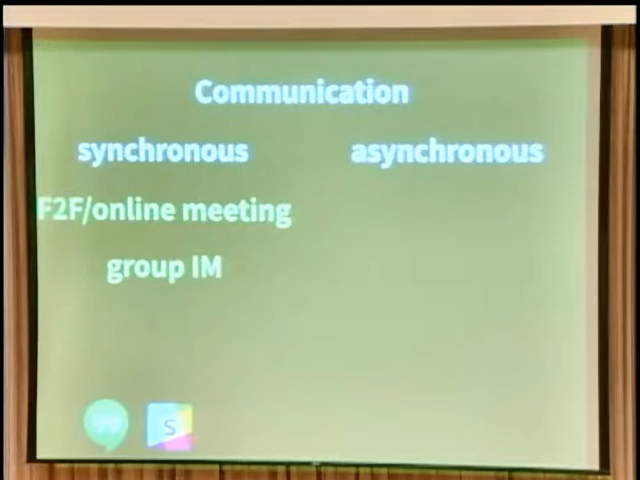 Communication
synchronous asynchronous
F2F/online meeting
group IM
S